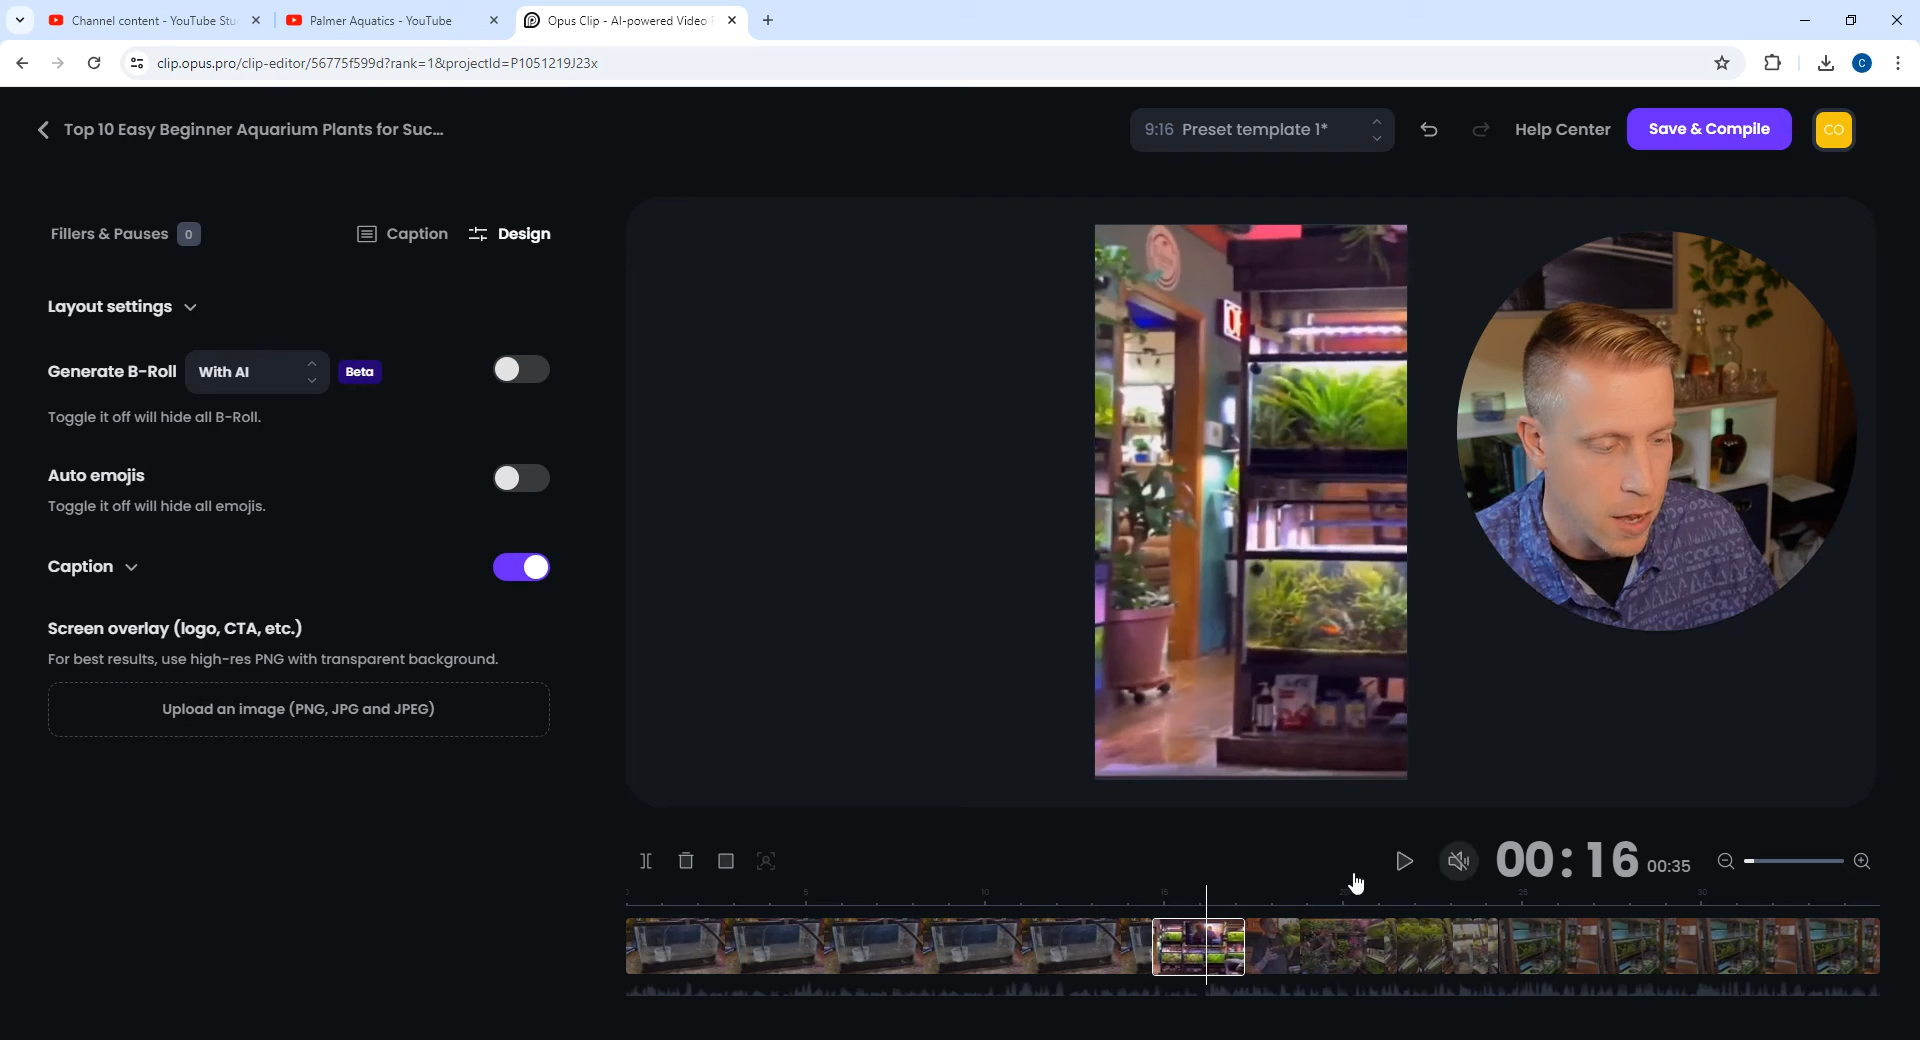 Channel content - YouTube Stu
Palmer Aquatics - YouTube
Opus Clip - AI-powered Video
clip.opus.pro/clip-editor/56775f599d?rank=1&projectId=P1051219J23x
C
Top 10 Easy Beginner Aquarium Plants for Suc...
9:16 Preset template 1*
Help Center
Save & Compile
CO
Fillers & Pauses 0
Caption
Design
Layout settings
Generate B-Roll With AI Beta
Toggle it off will hide all B-Roll.
Auto emojis
Toggle it off will hide all emojis.
Caption
Screen overlay (logo, CTA, etc.)
For best results, use high-res PNG with transparent background.
Upload an image (PNG, JPG and JPEG)
00:16 00:35
5 10 15 25 30